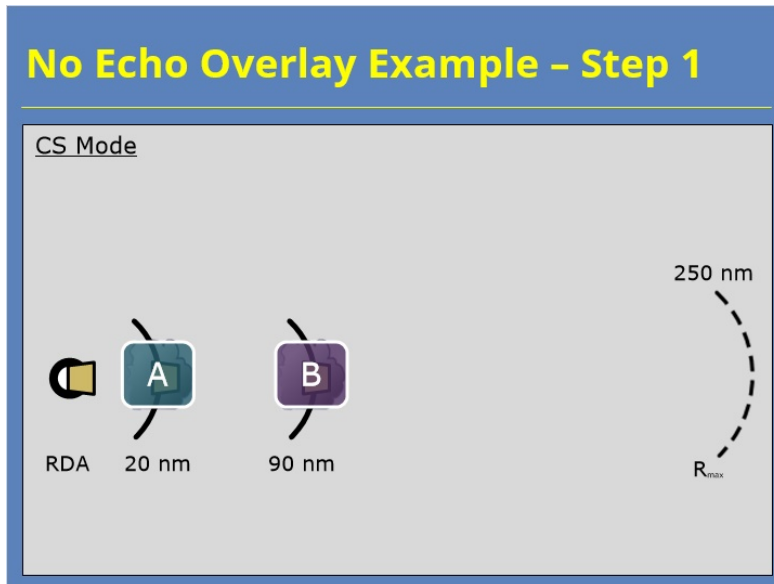 No Echo Overlay Example – Step 1
CS Mode
250 nm
A
B
RDA
20 nm
90 nm
Rmax